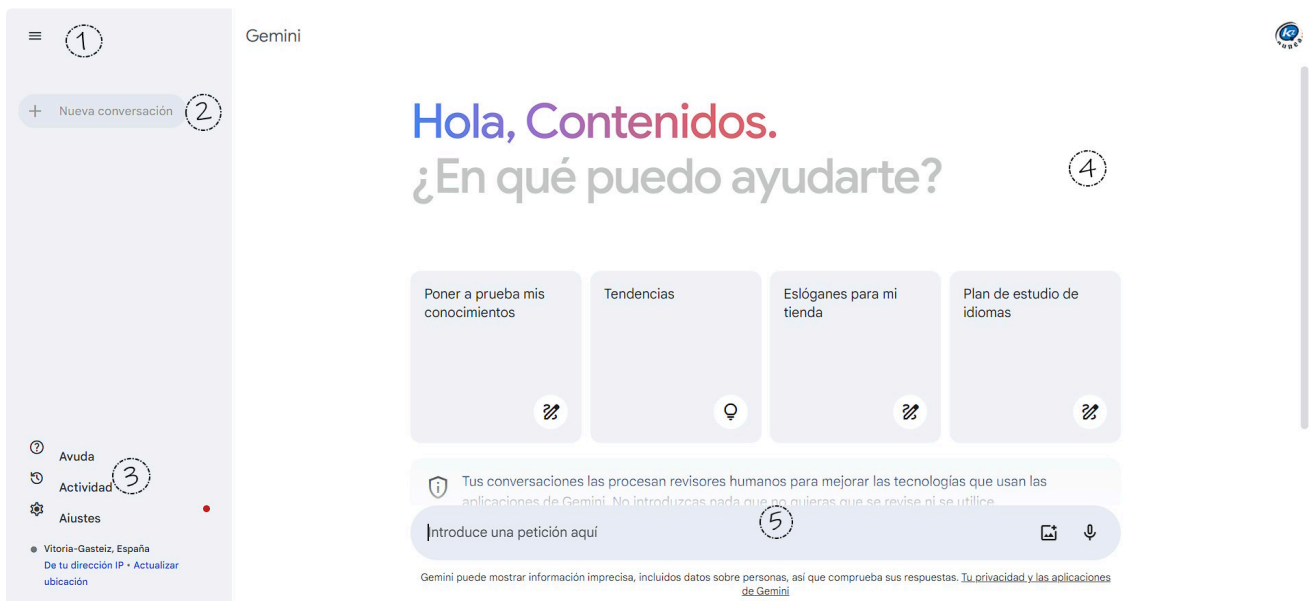 1
Gemini
Nueva conversación
2
Hola, Contenidos.
¿En qué puedo ayudarte?
4
Poner a prueba mis
conocimientos
Tendencias
Eslóganes para mi
tienda
Plan de estudio de
idiomas
Ayuda
Actividad
3
Ajustes
Vitoria-Gasteiz, España
De tu dirección IP • Actualizar
ubicación
Tus conversaciones las procesan revisores humanos para mejorar las tecnologías que usan las
aplicaciones de Gemini. No introduzcas nada que no quieras que se revise ni se utilice.
5
Introduce una petición aquí
Gemini puede mostrar información imprecisa, incluidos datos sobre personas, así que comprueba sus respuestas. Tu privacidad y las aplicaciones
de Gemini